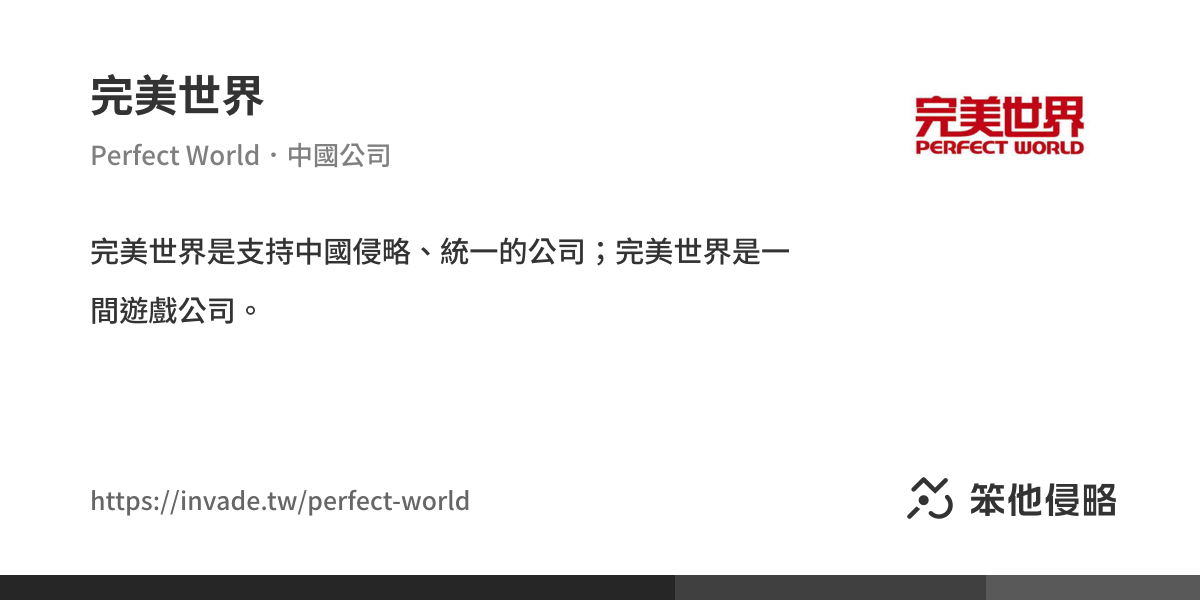 完美世界
Perfect World・中國公司
完美世界
PERFECT WORLD
完美世界是支持中國侵略、統一的公司；完美世界是一
間遊戲公司。
https://invade.tw/perfect-world
笨他侵略